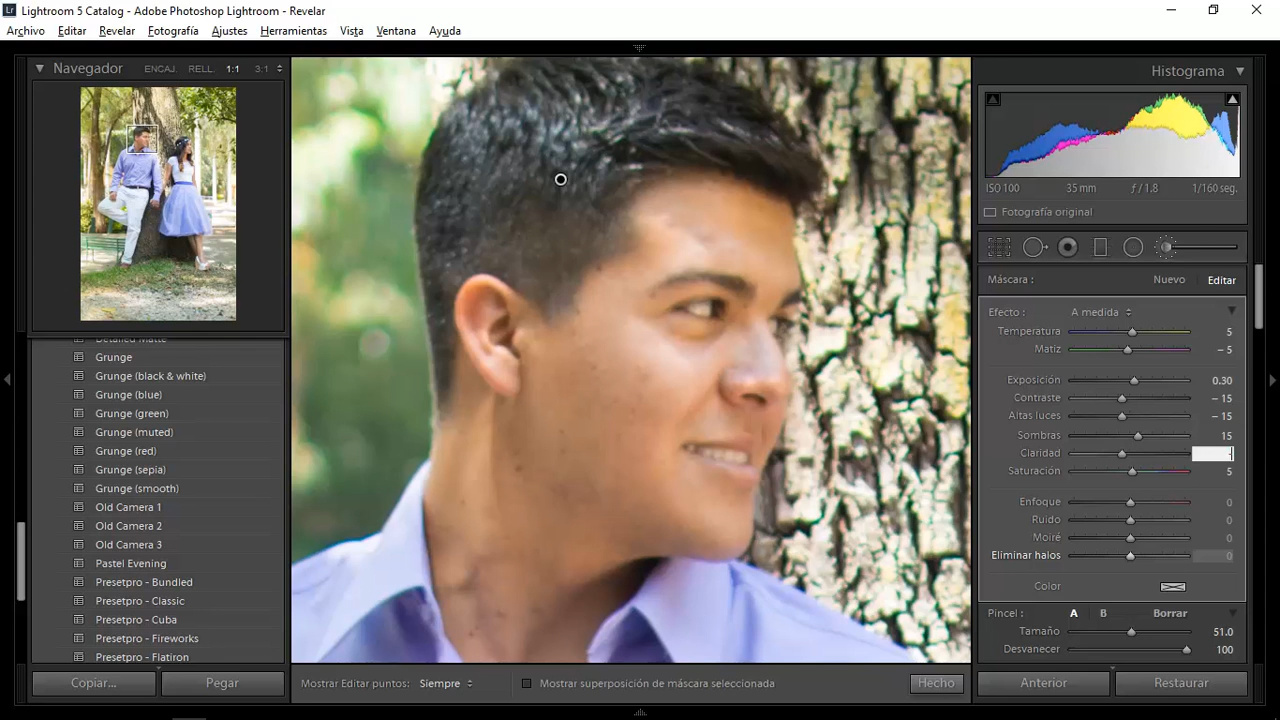 Lr Lightroom 5 Catalog - Adobe Photoshop Lightroom - Revelar
Archivo Editar Revelar Fotografía Ajustes Herramientas Vista Ventana Ayuda
Navegador ENCAJ. RELL. 1:1 3:1
Detailed Matte
Grunge
Grunge (black & white)
Grunge (blue)
Grunge (green)
Grunge (muted)
Grunge (red)
Grunge (sepia)
Grunge (smooth)
Old Camera 1
Old Camera 2
Old Camera 3
Pastel Evening
Presetpro - Bundled
Presetpro - Classic
Presetpro - Cuba
Presetpro - Fireworks
Presetpro - Flatiron
Copiar... Pegar
Mostrar Editar puntos: Siempre Mostrar superposición de máscara seleccionada Hecho
Histograma
ISO 100 35 mm ƒ / 1.8 1/160 seg.
Fotografía original
Máscara: Nuevo Editar
Efecto : A medida
Temperatura 5
Matiz – 5
Exposición 0.30
Contraste – 15
Altas luces – 15
Sombras 15
Claridad -
Saturación 5
Enfoque 0
Ruido 0
Moiré 0
Eliminar halos 0
Color
Pincel : A B Borrar
Tamaño 51.0
Desvanecer 100
Anterior Restaurar